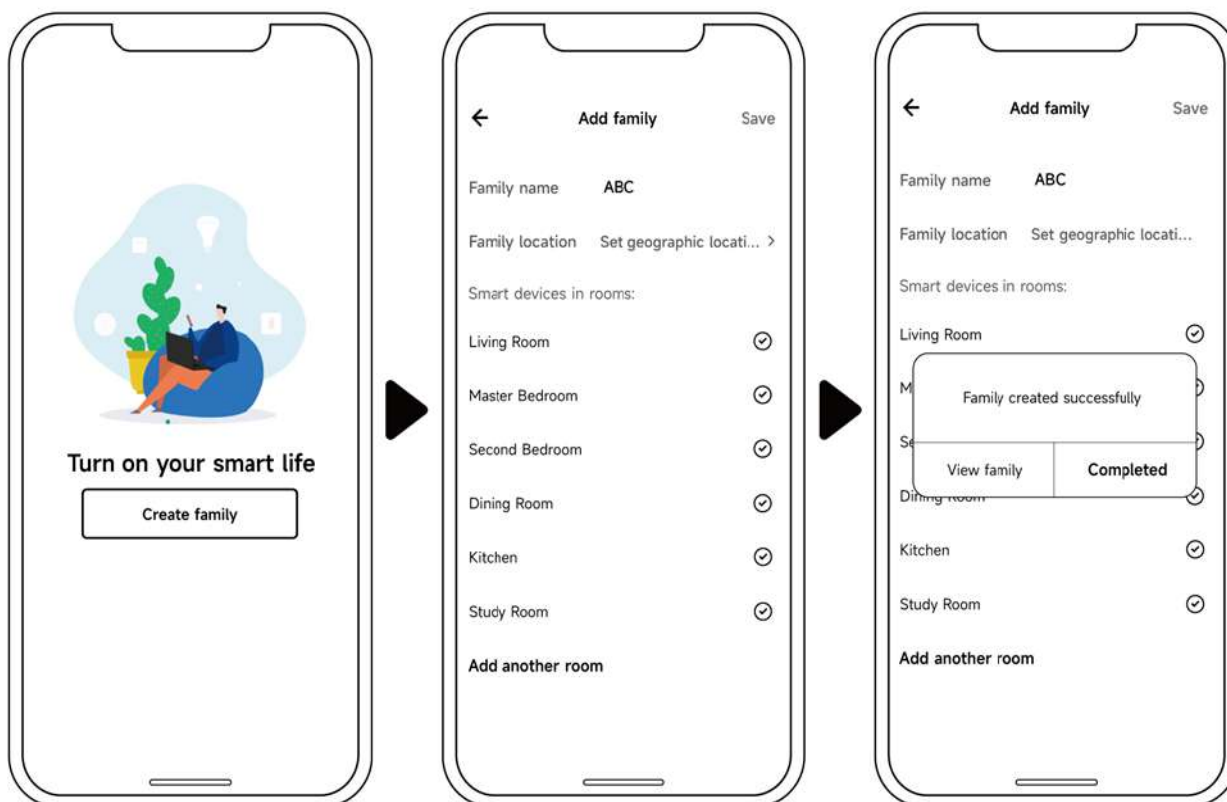 Turn on your smart life
Create family
Add family Save
Family name ABC
Family location Set geographic locati... >
Smart devices in rooms:
Living Room
Master Bedroom
Second Bedroom
Dining Room
Kitchen
Study Room
Add another room
Add family Save
Family name ABC
Family location Set geographic locati...
Smart devices in rooms:
Living Room
M
Se
Family created successfully
View family Completed
Dining Room
Kitchen
Study Room
Add another room